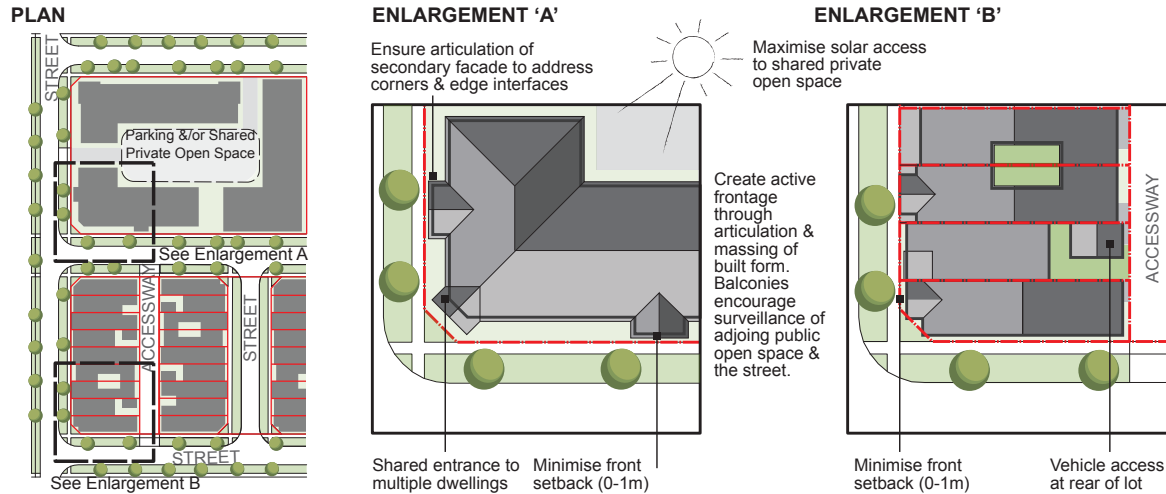 PLAN
STREET
Parking &/or Shared
Private Open Space
See Enlargement A
ACCESSWAY
STREET
STREET
See Enlargement B
ENLARGEMENT ‘A’
Ensure articulation of
secondary facade to address
corners & edge interfaces
Maximise solar access
to shared private
open space
Create active
frontage
through
articulation &
massing of
built form.
Balconies
encourage
surveillance of
adjoing public
open space &
the street.
Shared entrance to
multiple dwellings
Minimise front
setback (0-1m)
ENLARGEMENT ‘B’
ACCESSWAY
Minimise front
setback (0-1m)
Vehicle access
at rear of lot